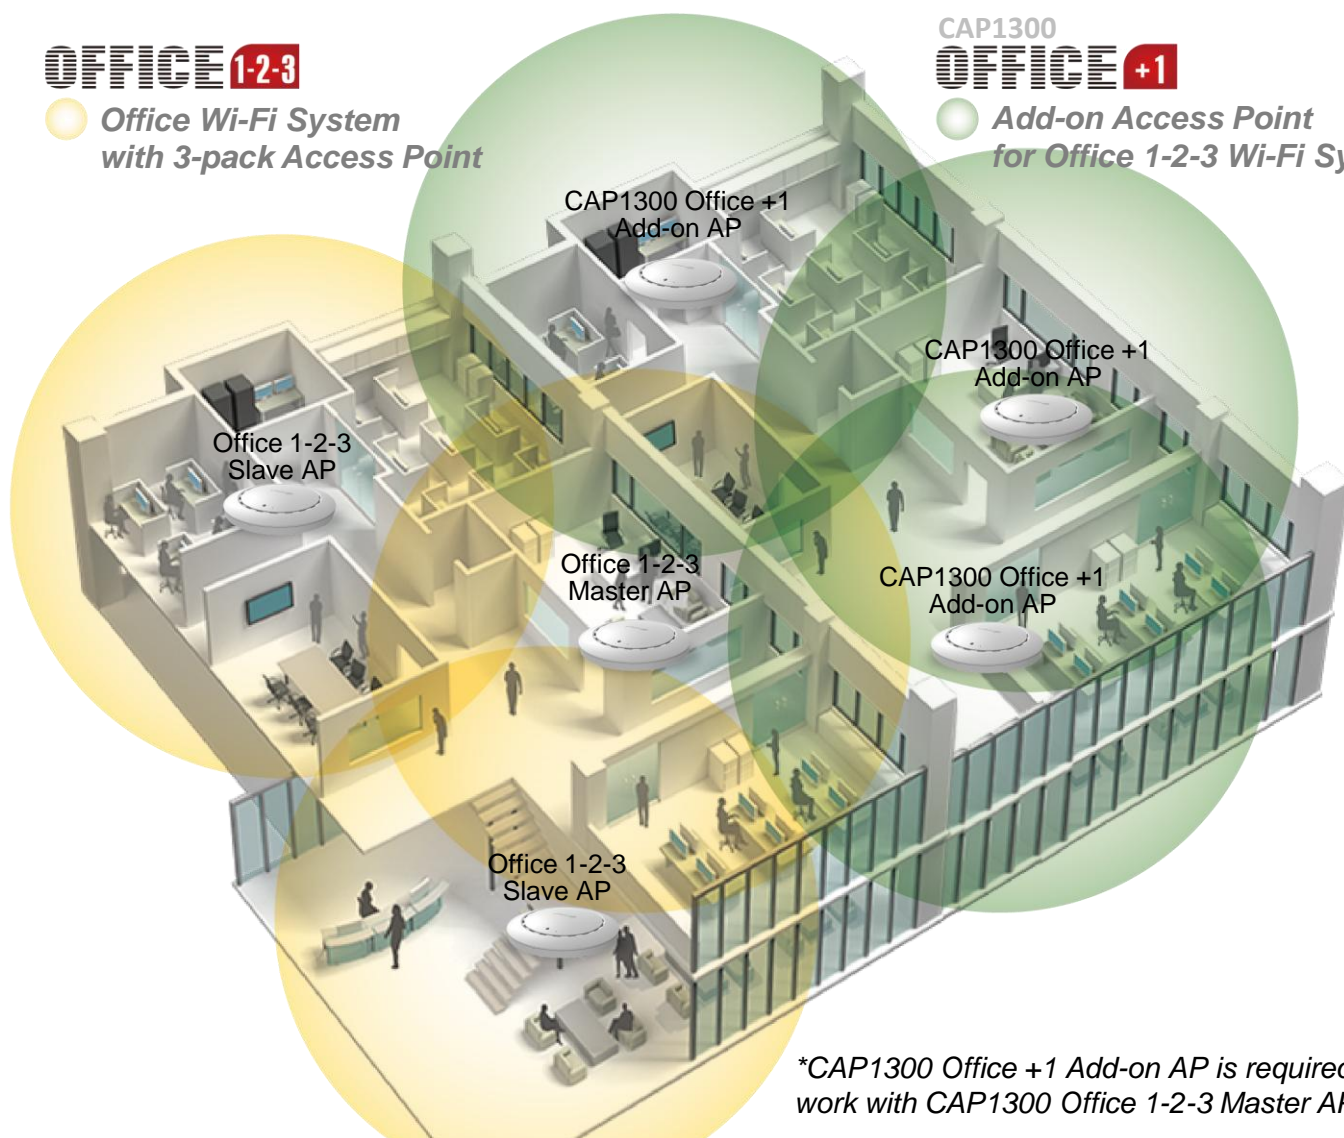 OFFICE 1-2-3
Office Wi-Fi System
with 3-pack Access Point
CAP1300
OFFICE +1
Add-on Access Point
for Office 1-2-3 Wi-Fi Sy
CAP1300 Office +1
Add-on AP
CAP1300 Office +1
Add-on AP
Office 1-2-3
Slave AP
Office 1-2-3
Master AP
CAP1300 Office +1
Add-on AP
Office 1-2-3
Slave AP
*CAP1300 Office +1 Add-on AP is required
work with CAP1300 Office 1-2-3 Master AP